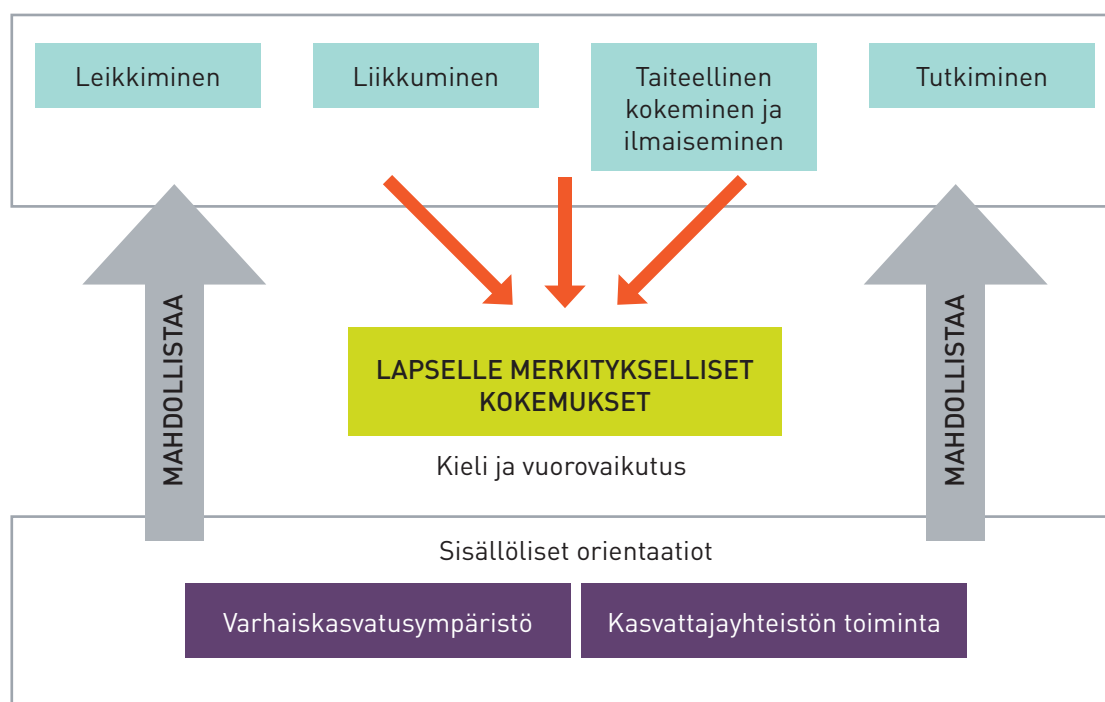 Leikkiminen
Liikkuminen
Taiteellinen
kokeminen ja
ilmaiseminen
Tutkiminen
MAHDOLLISTAA
LAPSELLE MERKITYKSELLISET
KOKEMUKSET
MAHDOLLISTAA
Kieli ja vuorovaikutus
Sisällöliset orientaatiot
Varhaiskasvatusympäristö
Kasvattajayhteistön toiminta